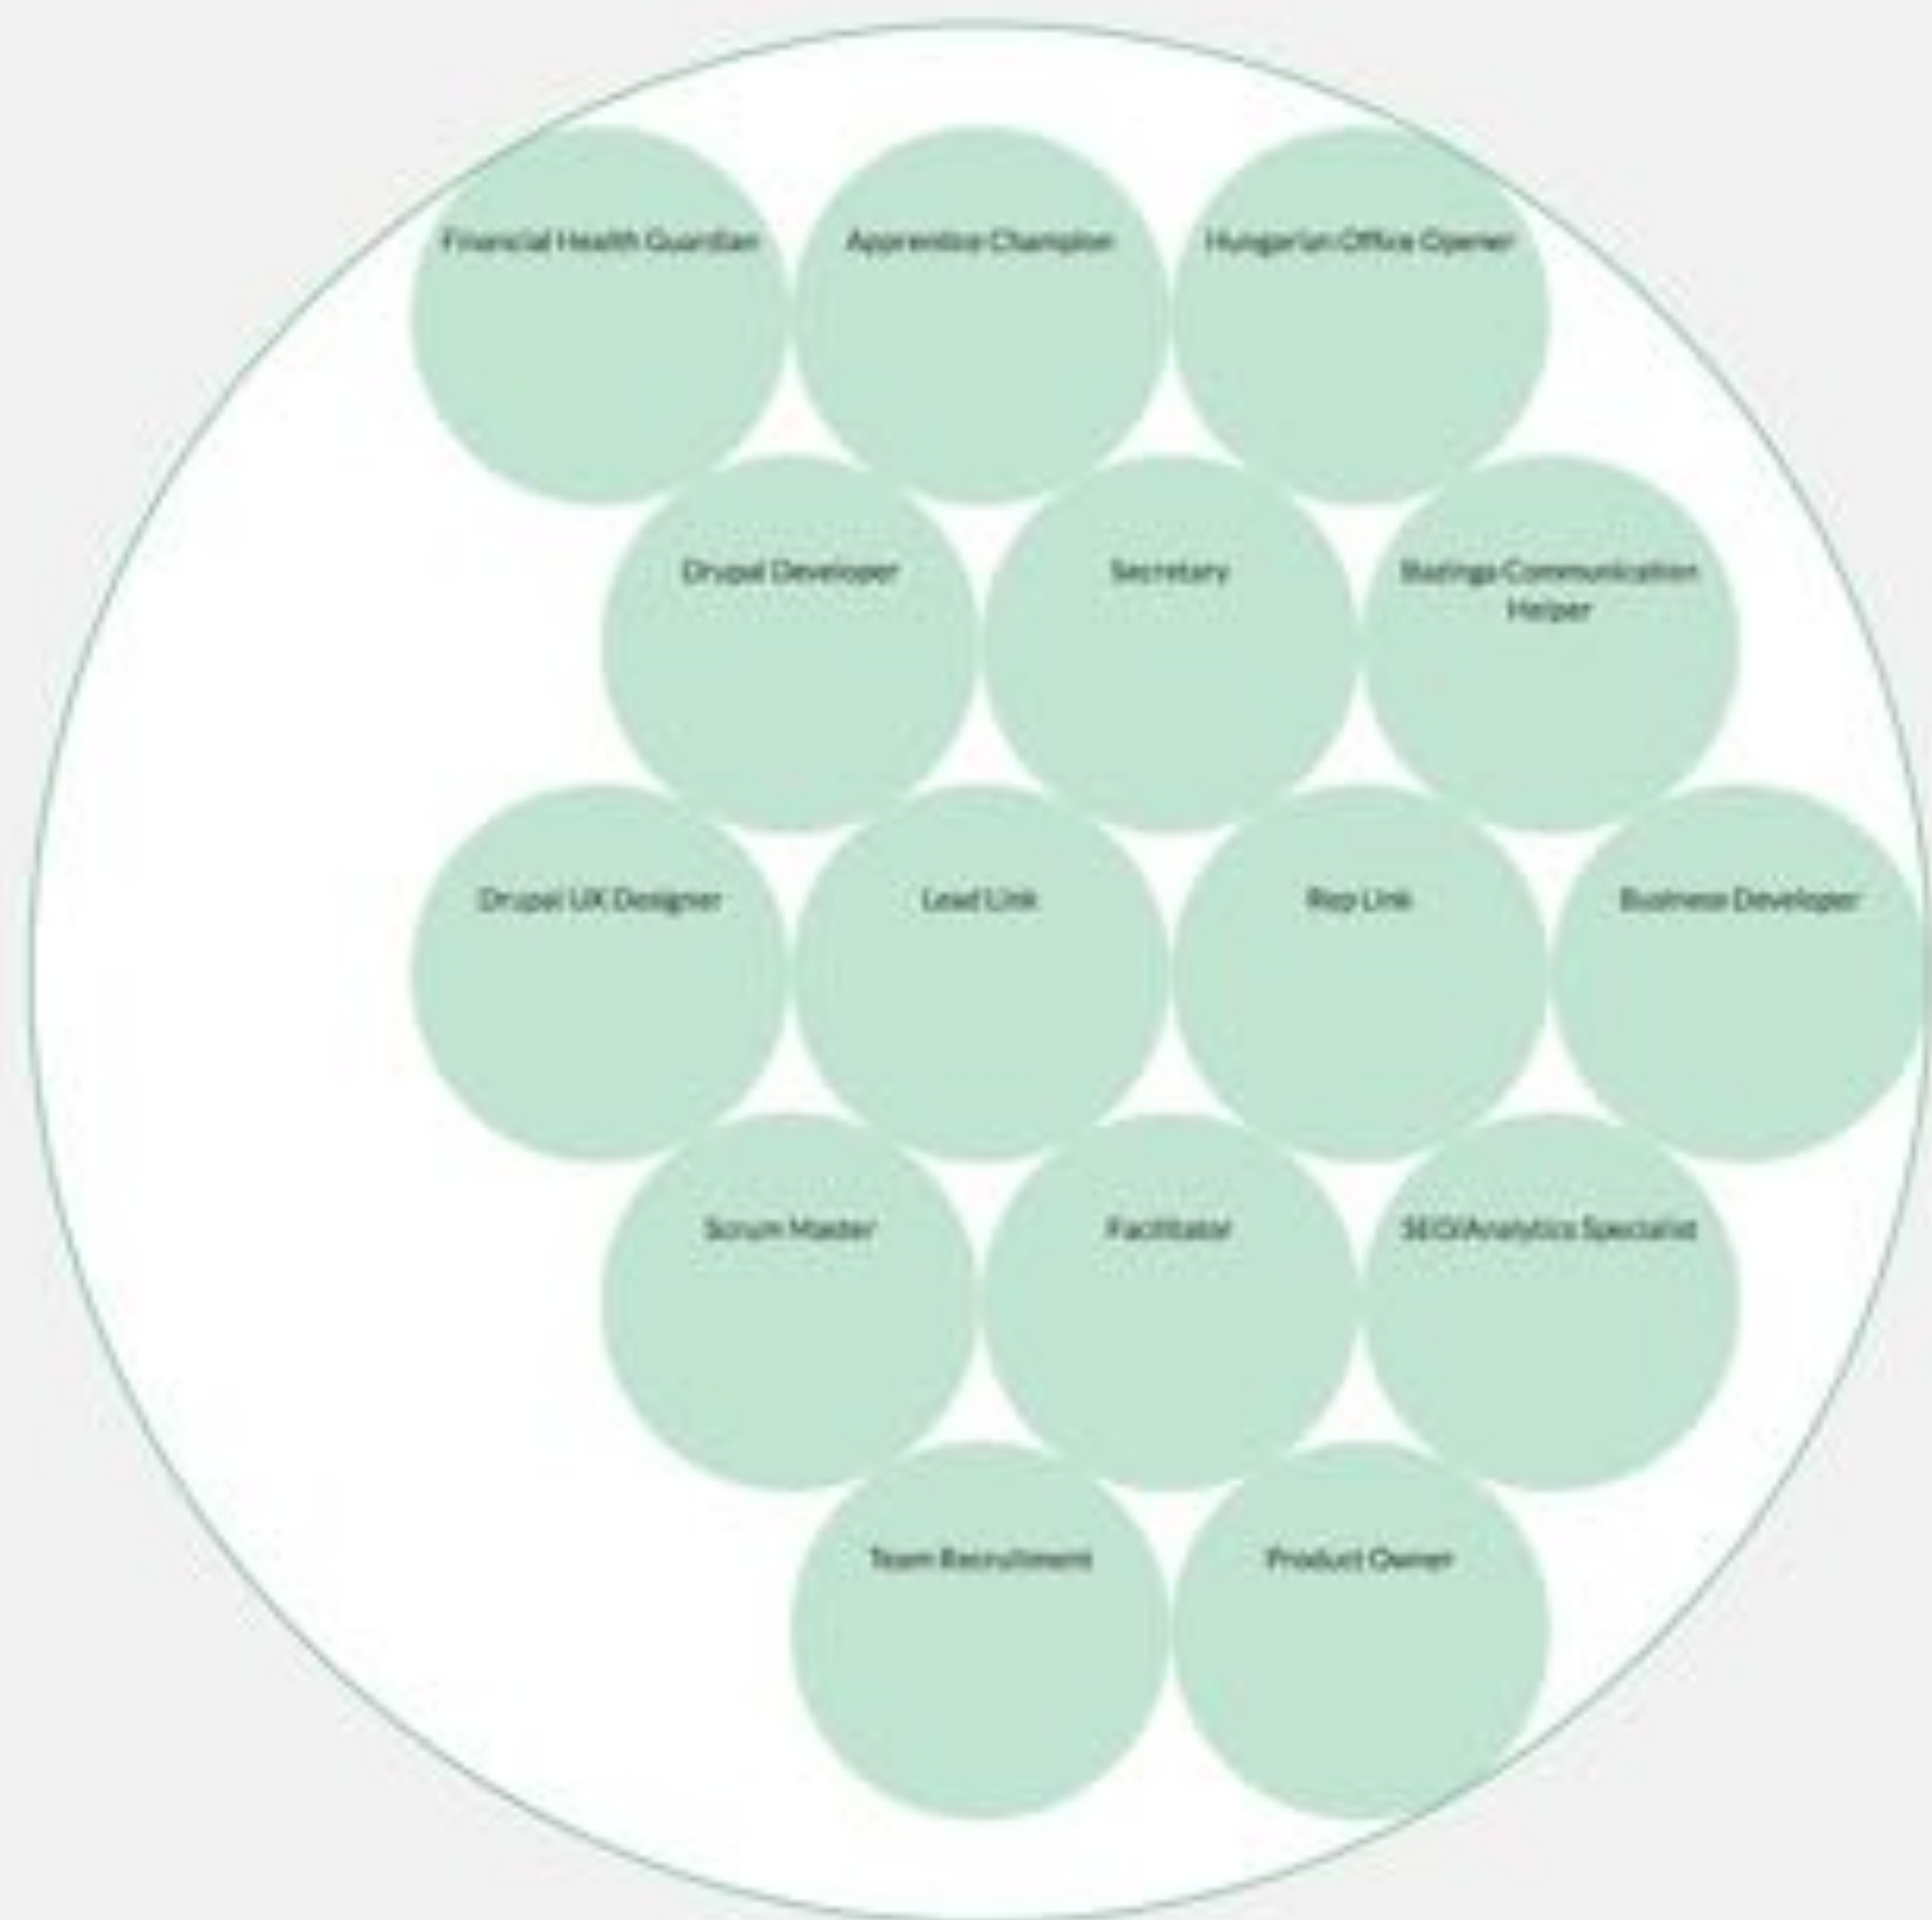 Financial Health Guardian
Apprentice Champion
Hungarian Office Opener
Drupal Developer
Secretary
Bazinga Communication
Helper
Drupal UX Designer
Lead Link
Rep Link
Business Developer
Scrum Master
Facilitator
SEO/Analytics Specialist
Team Recruitment
Product Owner